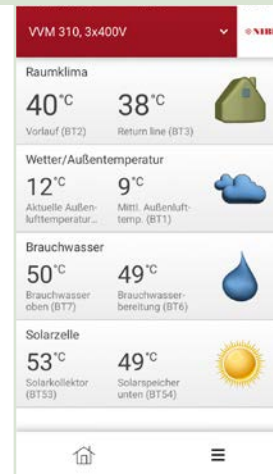 VVM 310, 3x400V
NIBE
Raumklima
40°C 38°C
Vorlauf (BT2) Return line (BT3)
Wetter/Außentemperatur
12°C 9°C
Aktuelle Außen- Mittl. Außenluft-
lufttemperatur... temp. (BT1)
Brauchwasser
50°C 49°C
Brauchwasser Brauchwasser-
oben (BT7) bereitung (BT6)
Solarzelle
53°C 49°C
Solarkollektor Solarspeicher
(BT53) unten (BT54)